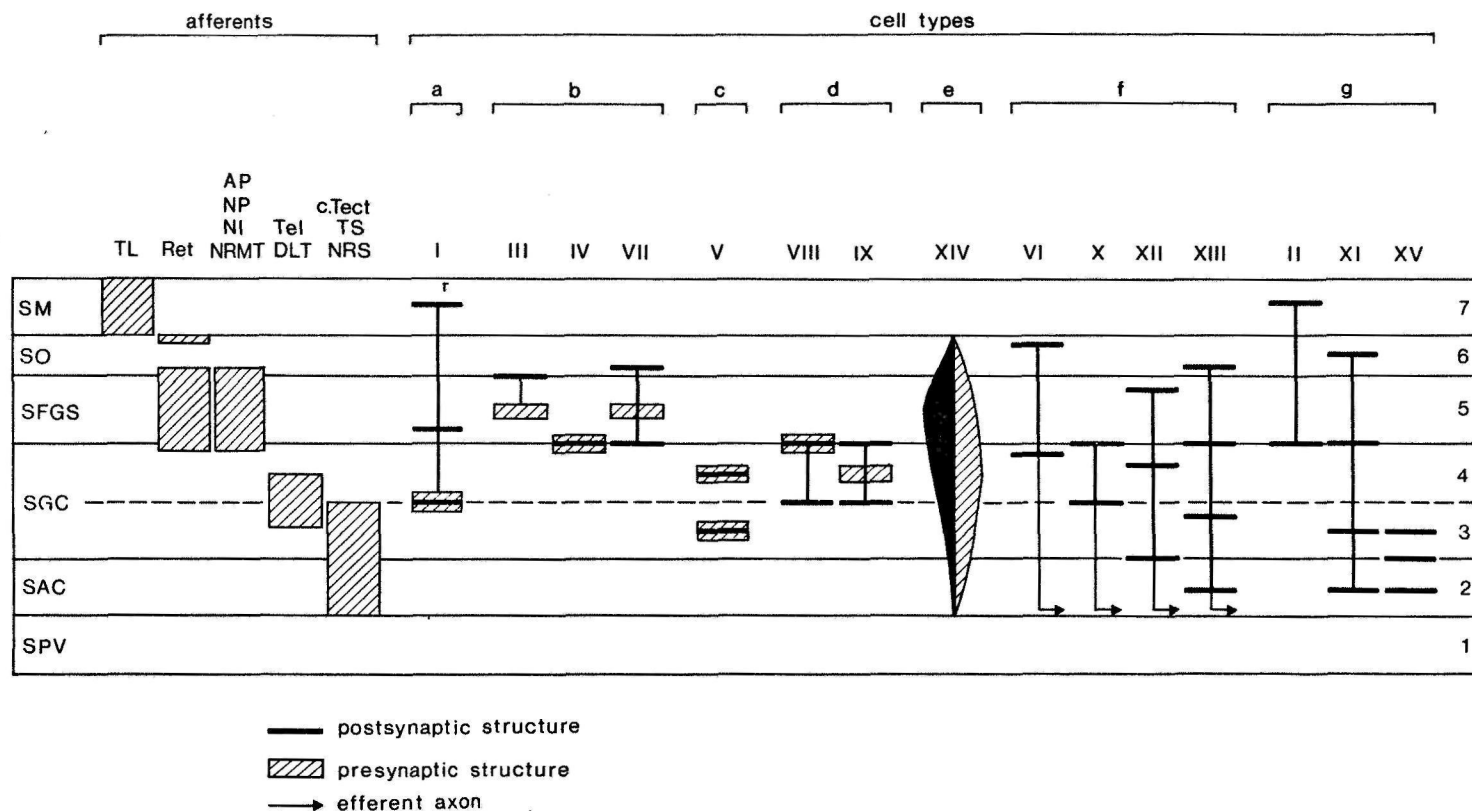 afferents cell types
a b c d e f g
AP
NP c.Tect
NI Tel TS
TL Ret NRMT DLT NRS I III IV VII V VIII IX XIV VI X XII XIII II XI XV
r
SM 7
SO 6
SFGS 5
4
SGC
3
SAC 2
SPV 1
postsynaptic structure
presynaptic structure
efferent axon